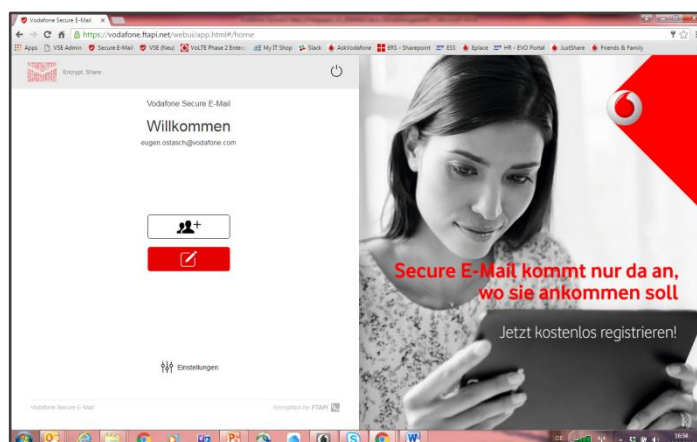 Vodafone Secure E-Mail
https://vodafone.ftapi.net/webui/app.html#/home
Apps VSE Admin Secure E-Mail VSE (Neu) VoLTE Phase 2 My IT Shop Slack AskVodafone ERS - Sharepoint ESS Eplace HR - EVO Portal JustShare Friends & Family
Encrypt. Share.
Vodafone Secure E-Mail
Willkommen
eugen.ostasch@vodafone.com
Secure E-Mail kommt nur da an,
wo sie ankommen soll
Jetzt kostenlos registrieren!
Einstellungen
Vodafone Secure E-Mail
Encryption by FTAPI
DE
16:54